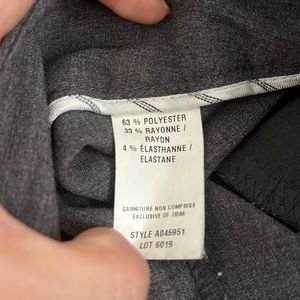 63 % POLYESTER
33 % RAYONNE /
RAYON
4 % ÉLASTHANNE /
ELASTANE
GARNITURE NON COMPRISE
EXCLUSIVE OF TRIM
STYLE A045951
LOT 6019